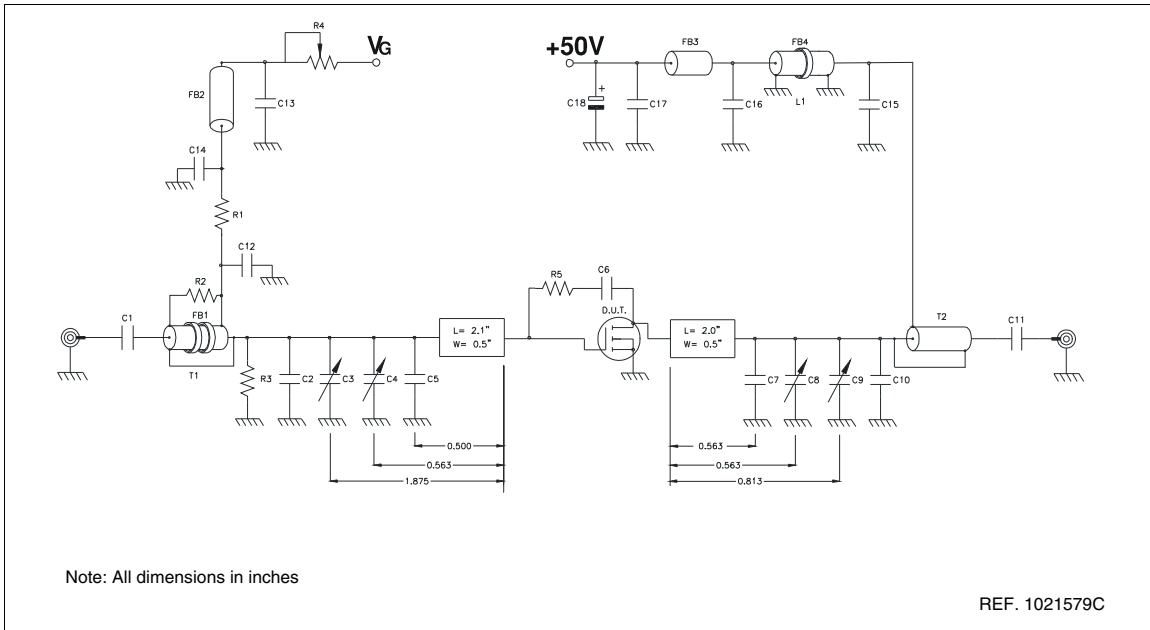 R4
VG
+50V
FB3
FB4
FB2
C13
C18
+
C17
C16
L1
C15
C14
R1
C12
R2
FB1
C1
T1
R3
C2
C3
C4
C5
L= 2.1"
W= 0.5"
R5
C6
D.U.T.
L= 2.0"
W= 0.5"
C7
C8
C9
C10
T2
C11
0.500
0.563
1.875
0.563
0.563
0.813
Note: All dimensions in inches
REF. 1021579C